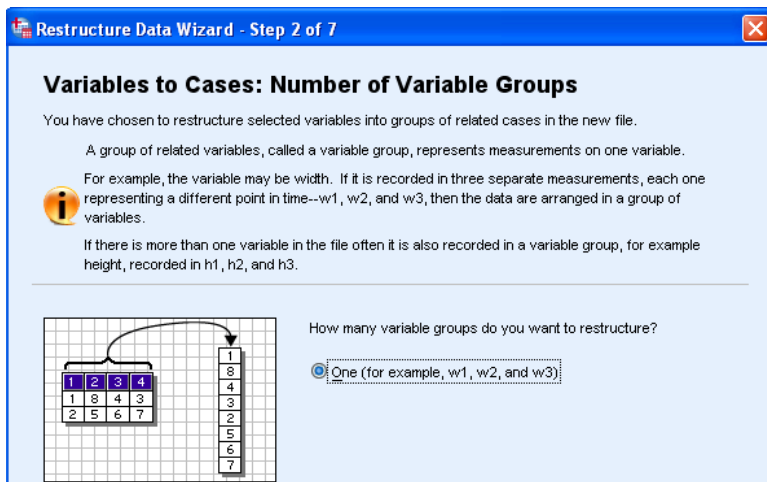 Restructure Data Wizard - Step 2 of 7
Variables to Cases: Number of Variable Groups
You have chosen to restructure selected variables into groups of related cases in the new file.
A group of related variables, called a variable group, represents measurements on one variable.
For example, the variable may be width. If it is recorded in three separate measurements, each one
representing a different point in time--w1, w2, and w3, then the data are arranged in a group of
variables.
If there is more than one variable in the file often it is also recorded in a variable group, for example
height, recorded in h1, h2, and h3.
How many variable groups do you want to restructure?
One (for example, w1, w2, and w3)
1 2 3 4
1 8 4 3
2 5 6 7
1
8
4
3
2
5
6
7